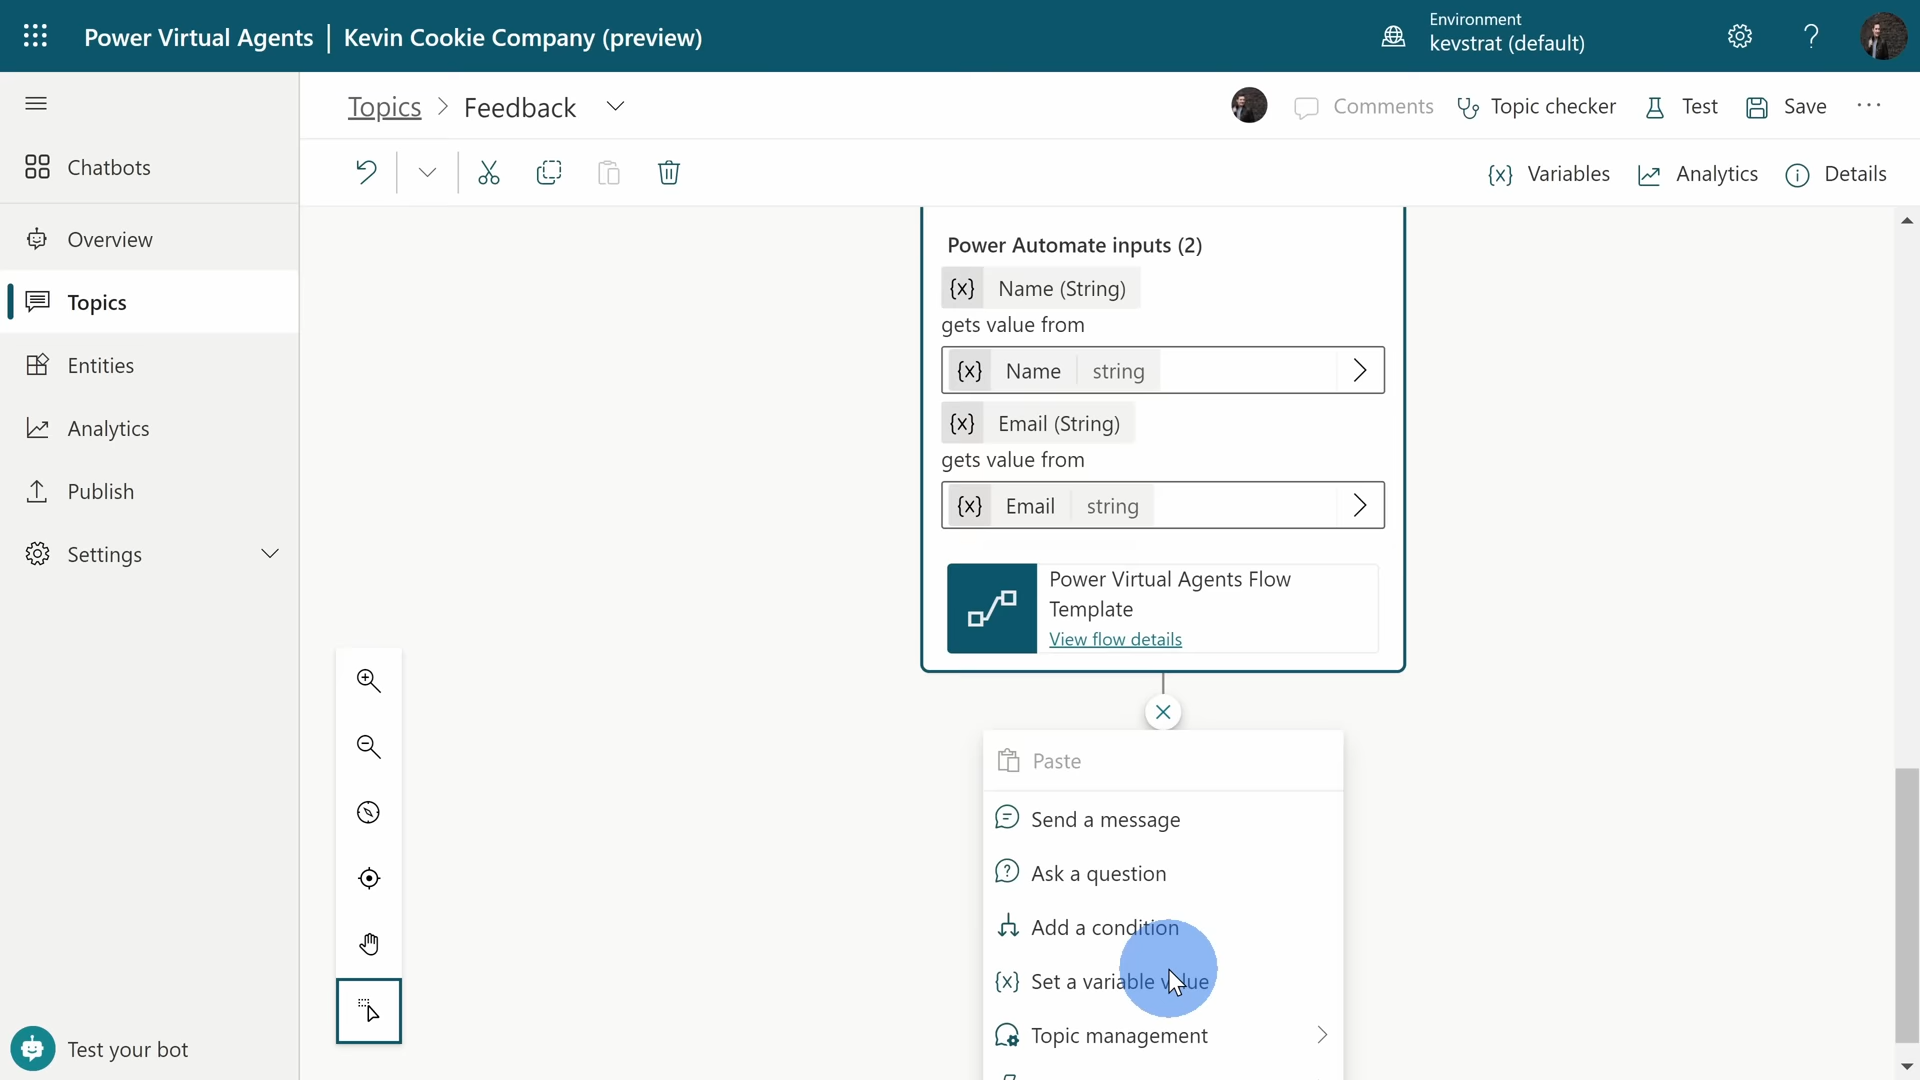 Power Virtual Agents | Kevin Cookie Company (preview)
Environment
kevstrat (default)
Topics > Feedback
Comments
Topic checker
Test
Save
Variables
Analytics
Details
Chatbots
Overview
Topics
Entities
Analytics
Publish
Settings
Test your bot
Power Automate inputs (2)
{x} Name (String)
gets value from
{x} Name string
{x} Email (String)
gets value from
{x} Email string
Power Virtual Agents Flow
Template
View flow details
Paste
Send a message
Ask a question
Add a condition
{x} Set a variable value
Topic management